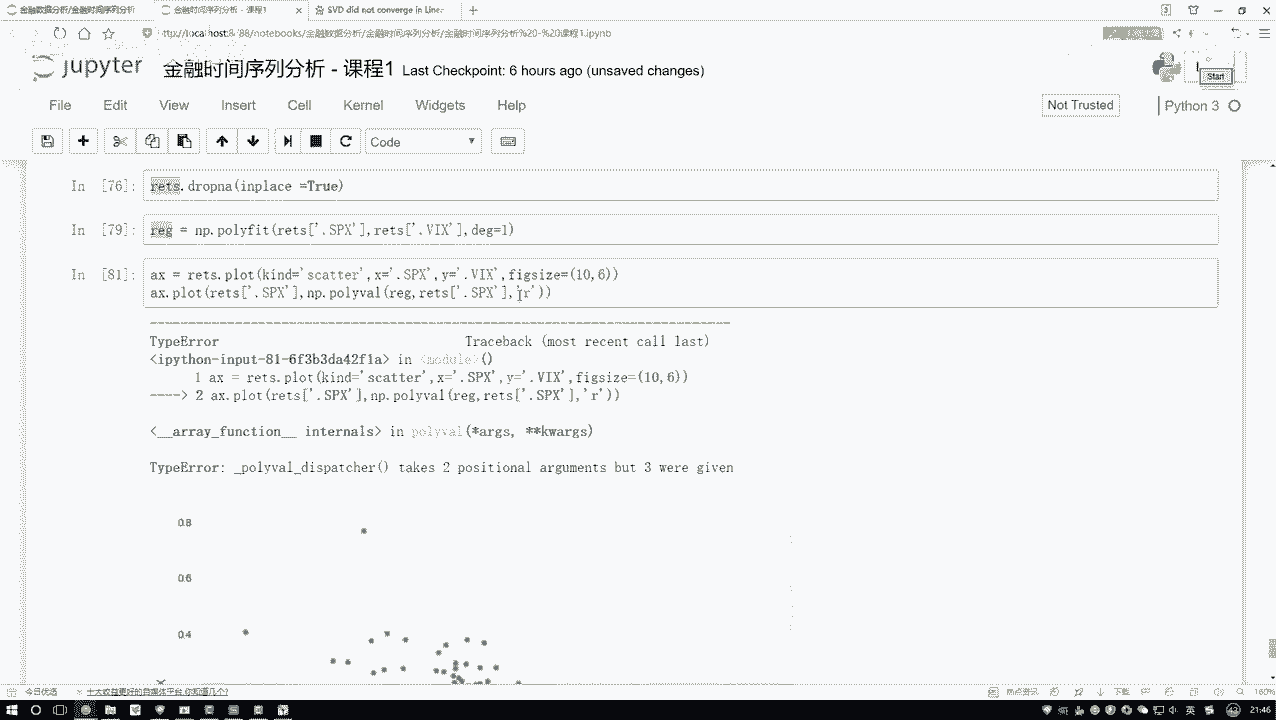 金融数据分析/金融时间序列分析
金融时间序列分析 - 课程1
SVD did not converge in Line
localhost:8 88/notebooks/金融数据分析/金融时间序列分析/金融时间序列分析%20-%20课程1.ipynb
jupyter 金融时间序列分析 - 课程1 Last Checkpoint: 6 hours ago (unsaved changes)
Start
File Edit View Insert Cell Kernel Widgets Help
Not Trusted
Python 3
Code
In [76]: rets.dropna(inplace =True)
In [79]: reg = np.polyfit(rets['.SPX'],rets['.VIX'],deg=1)
In [81]: ax = rets.plot(kind='scatter',x='.SPX',y='.VIX',figsize=(10,6))
ax.plot(rets['.SPX'],np.polyval(reg,rets['.SPX'],'r'))
---------------------------------------------------------------------------
TypeError Traceback (most recent call last)
<ipython-input-81-6f3b3da42f1a> in <module>()
1 ax = rets.plot(kind='scatter',x='.SPX',y='.VIX',figsize=(10,6))
----> 2 ax.plot(rets['.SPX'],np.polyval(reg,rets['.SPX'],'r'))
<__array_function__ internals> in polyval(*args, **kwargs)
TypeError: _polyval_dispatcher() takes 2 positional arguments but 3 were given
0.8
0.6
0.4
今日优选
十大收益更好的自媒体平台,你知道几个?
热点资讯
下载
160%
英
21:46